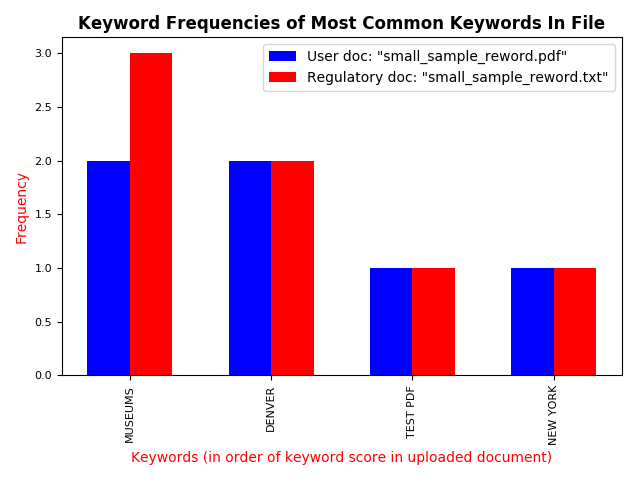 Keyword Frequencies of Most Common Keywords In File
User doc: "small_sample_reword.pdf"
Regulatory doc: "small_sample_reword.txt"
Frequency
3.0
2.5
2.0
1.5
1.0
0.5
0.0
MUSEUMS
DENVER
TEST PDF
NEW YORK
Keywords (in order of keyword score in uploaded document)